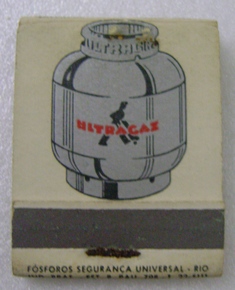 ULTRAGAZ
ULTRAGAZ
FÓSFOROS SEGURANÇA UNIVERSAL - RIO